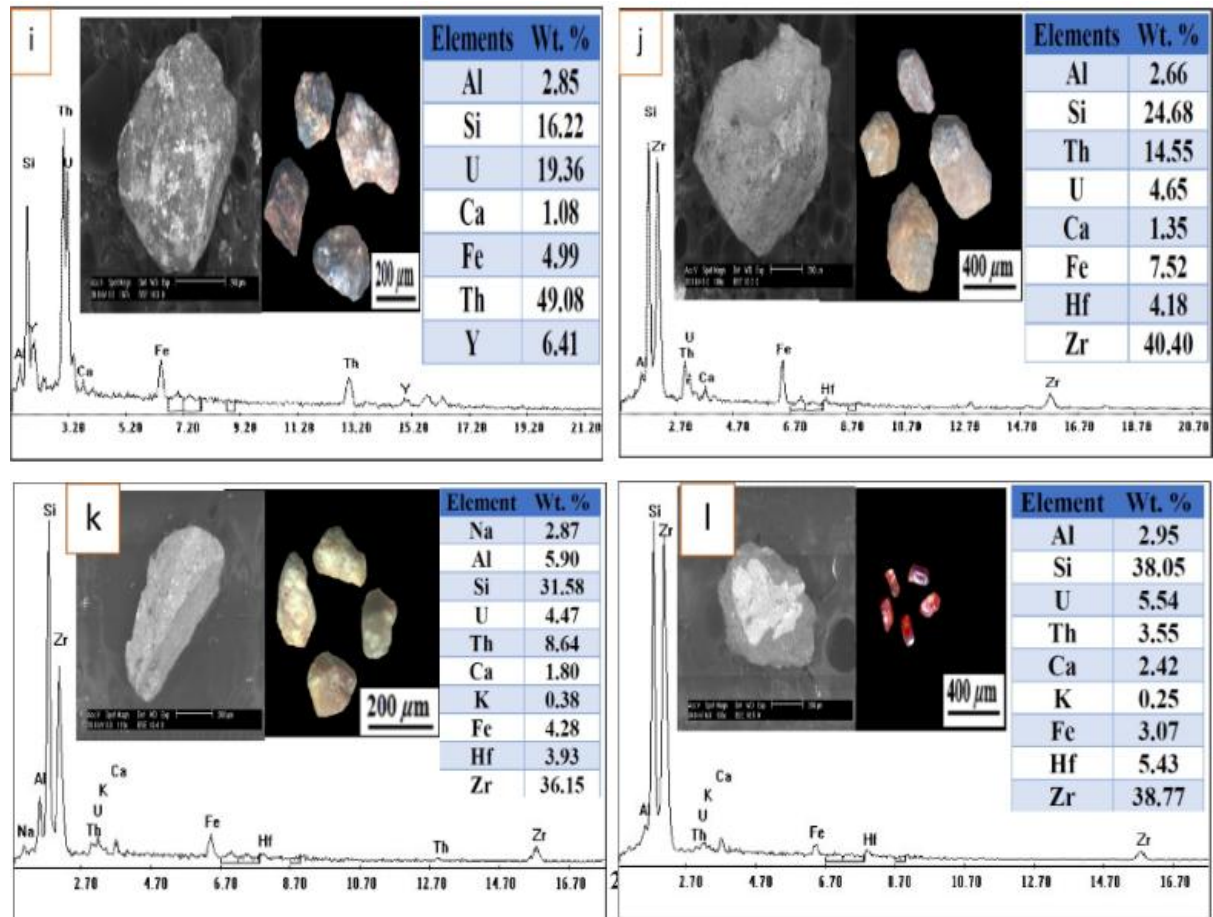 i
Elements Wt. %
Al 2.85
Si 16.22
U 19.36
Ca 1.08
Fe 4.99
Th 49.08
Y 6.41
Th
Si
U
Y
Al
Ca
Fe
Th
Y
200 μm
3.20 5.20 7.20 9.20 11.20 13.20 15.20 17.20 19.20 21.20
j
Elements Wt. %
Al 2.66
Si 24.68
Th 14.55
U 4.65
Ca 1.35
Fe 7.52
Hf 4.18
Zr 40.40
Si
Zr
Al
U
Th
Ca
Fe
Hf
Zr
400 μm
2.70 4.70 6.70 8.70 10.70 12.70 14.70 16.70 18.70 20.70
k
Element Wt. %
Na 2.87
Al 5.90
Si 31.58
U 4.47
Th 8.64
Ca 1.80
K 0.38
Fe 4.28
Hf 3.93
Zr 36.15
Si
Zr
Al
Na
Ca
K
U
Th
Fe
Hf
Th
Zr
200 μm
2.70 4.70 6.70 8.70 10.70 12.70 14.70 16.70
l
Element Wt. %
Al 2.95
Si 38.05
U 5.54
Th 3.55
Ca 2.42
K 0.25
Fe 3.07
Hf 5.43
Zr 38.77
Si
Zr
Al
Ca
K
U
Th
Fe
Hf
Zr
400 μm
2 2.70 4.70 6.70 8.70 10.70 12.70 14.70 16.70